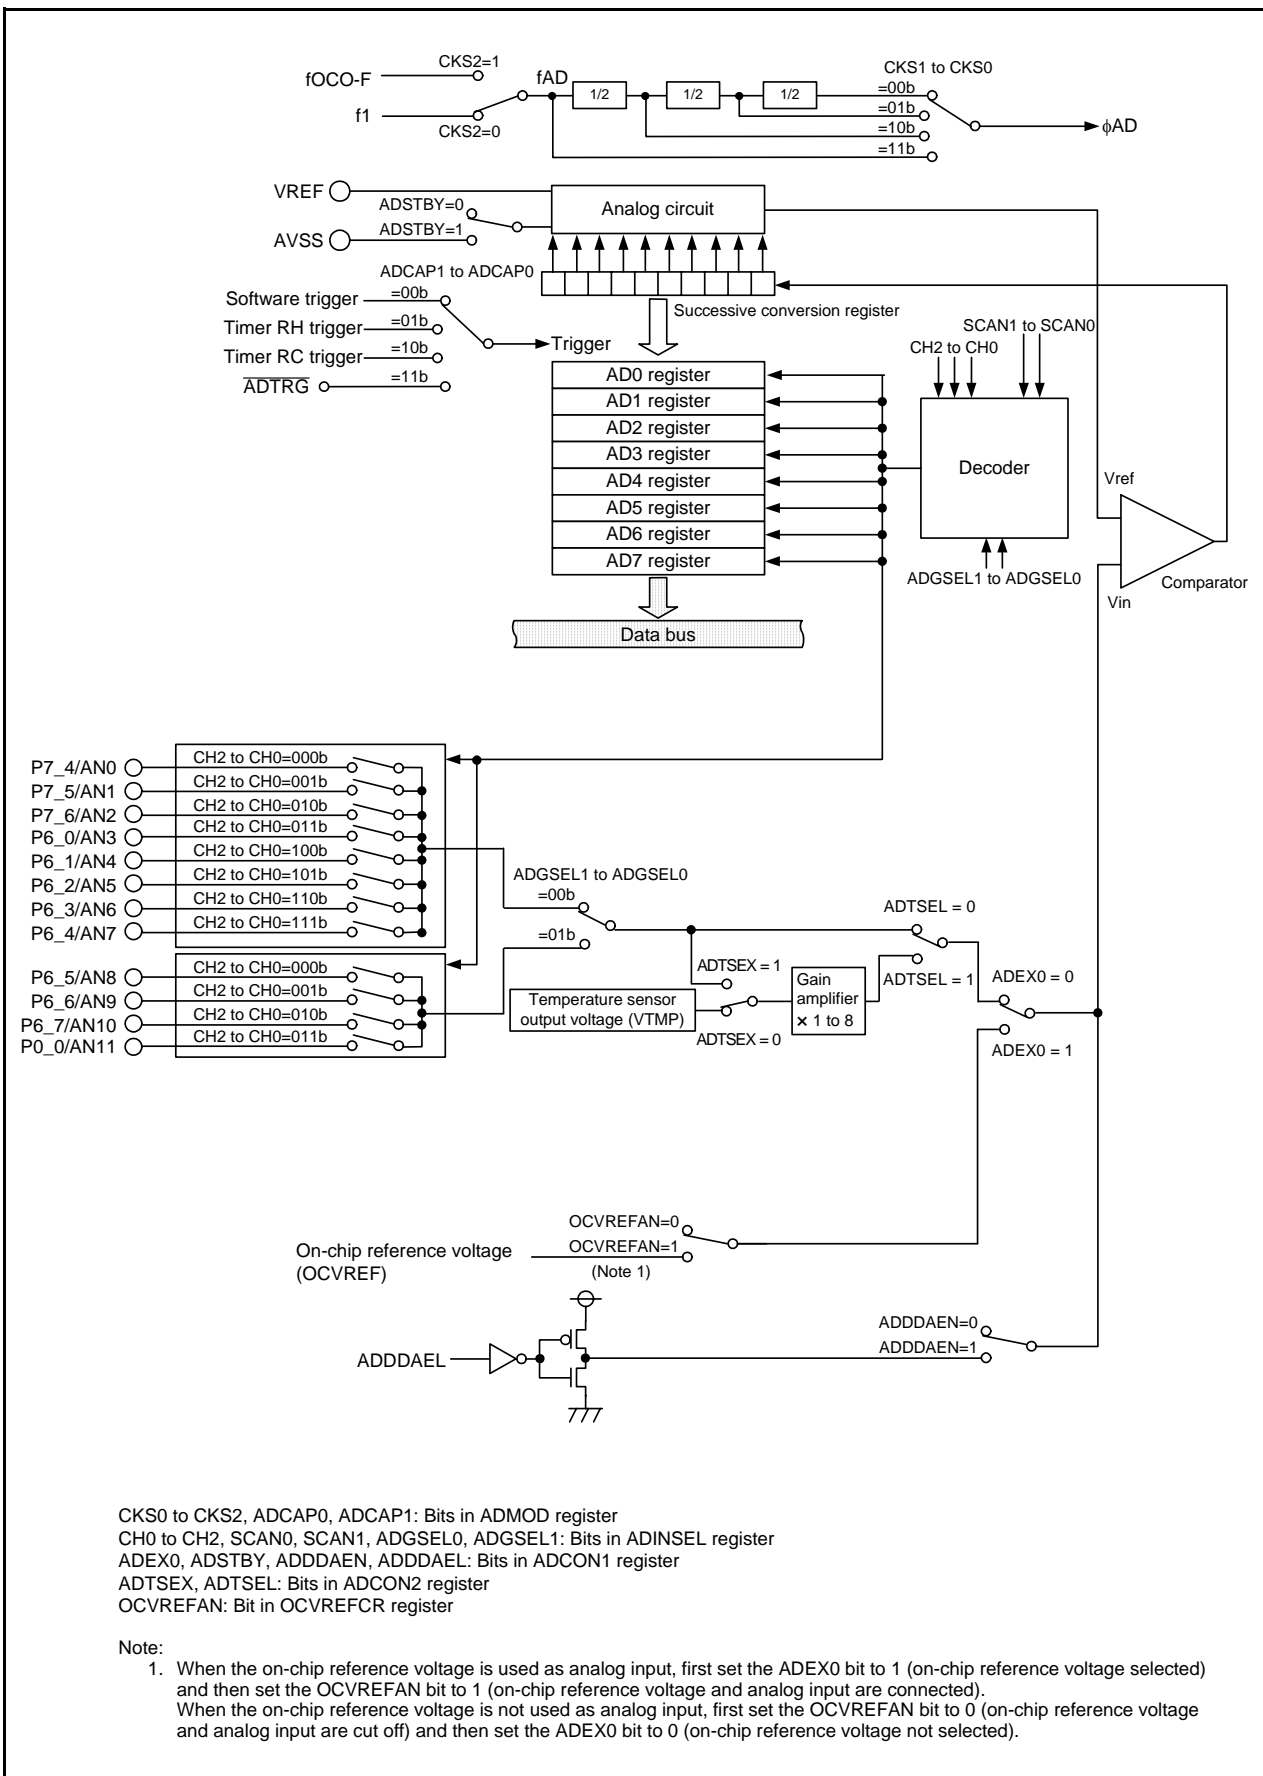 CKS2=1
fOCO-F
f1
CKS2=0
fAD
1/2
1/2
1/2
CKS1 to CKS0
=00b
=01b
=10b
=11b
ϕAD
VREF
AVSS
ADSTBY=0
ADSTBY=1
Analog circuit
ADCAP1 to ADCAP0
Software trigger
=00b
Timer RH trigger
=01b
Timer RC trigger
=10b
ADTRG
=11b
Trigger
Successive conversion register
SCAN1 to SCAN0
CH2 to CH0
AD0 register
AD1 register
AD2 register
AD3 register
AD4 register
AD5 register
AD6 register
AD7 register
Decoder
ADGSEL1 to ADGSEL0
Vref
Vin
Comparator
Data bus
P7_4/AN0 CH2 to CH0=000b
P7_5/AN1 CH2 to CH0=001b
P7_6/AN2 CH2 to CH0=010b
P6_0/AN3 CH2 to CH0=011b
P6_1/AN4 CH2 to CH0=100b
P6_2/AN5 CH2 to CH0=101b
P6_3/AN6 CH2 to CH0=110b
P6_4/AN7 CH2 to CH0=111b
P6_5/AN8 CH2 to CH0=000b
P6_6/AN9 CH2 to CH0=001b
P6_7/AN10 CH2 to CH0=010b
P0_0/AN11 CH2 to CH0=011b
ADGSEL1 to ADGSEL0
=00b
=01b
ADTSEX = 1
Temperature sensor
output voltage (VTMP)
ADTSEX = 0
Gain
amplifier
× 1 to 8
ADTSEL = 0
ADTSEL = 1
ADEX0 = 0
ADEX0 = 1
On-chip reference voltage
(OCVREF)
OCVREFAN=0
OCVREFAN=1
(Note 1)
ADDDAEL
ADDDAEN=0
ADDDAEN=1
CKS0 to CKS2, ADCAP0, ADCAP1: Bits in ADMOD register
CH0 to CH2, SCAN0, SCAN1, ADGSEL0, ADGSEL1: Bits in ADINSEL register
ADEX0, ADSTBY, ADDDAEN, ADDDAEL: Bits in ADCON1 register
ADTSEX, ADTSEL: Bits in ADCON2 register
OCVREFAN: Bit in OCVREFCR register
Note:
1. When the on-chip reference voltage is used as analog input, first set the ADEX0 bit to 1 (on-chip reference voltage selected)
and then set the OCVREFAN bit to 1 (on-chip reference voltage and analog input are connected).
When the on-chip reference voltage is not used as analog input, first set the OCVREFAN bit to 0 (on-chip reference voltage
and analog input are cut off) and then set the ADEX0 bit to 0 (on-chip reference voltage not selected).